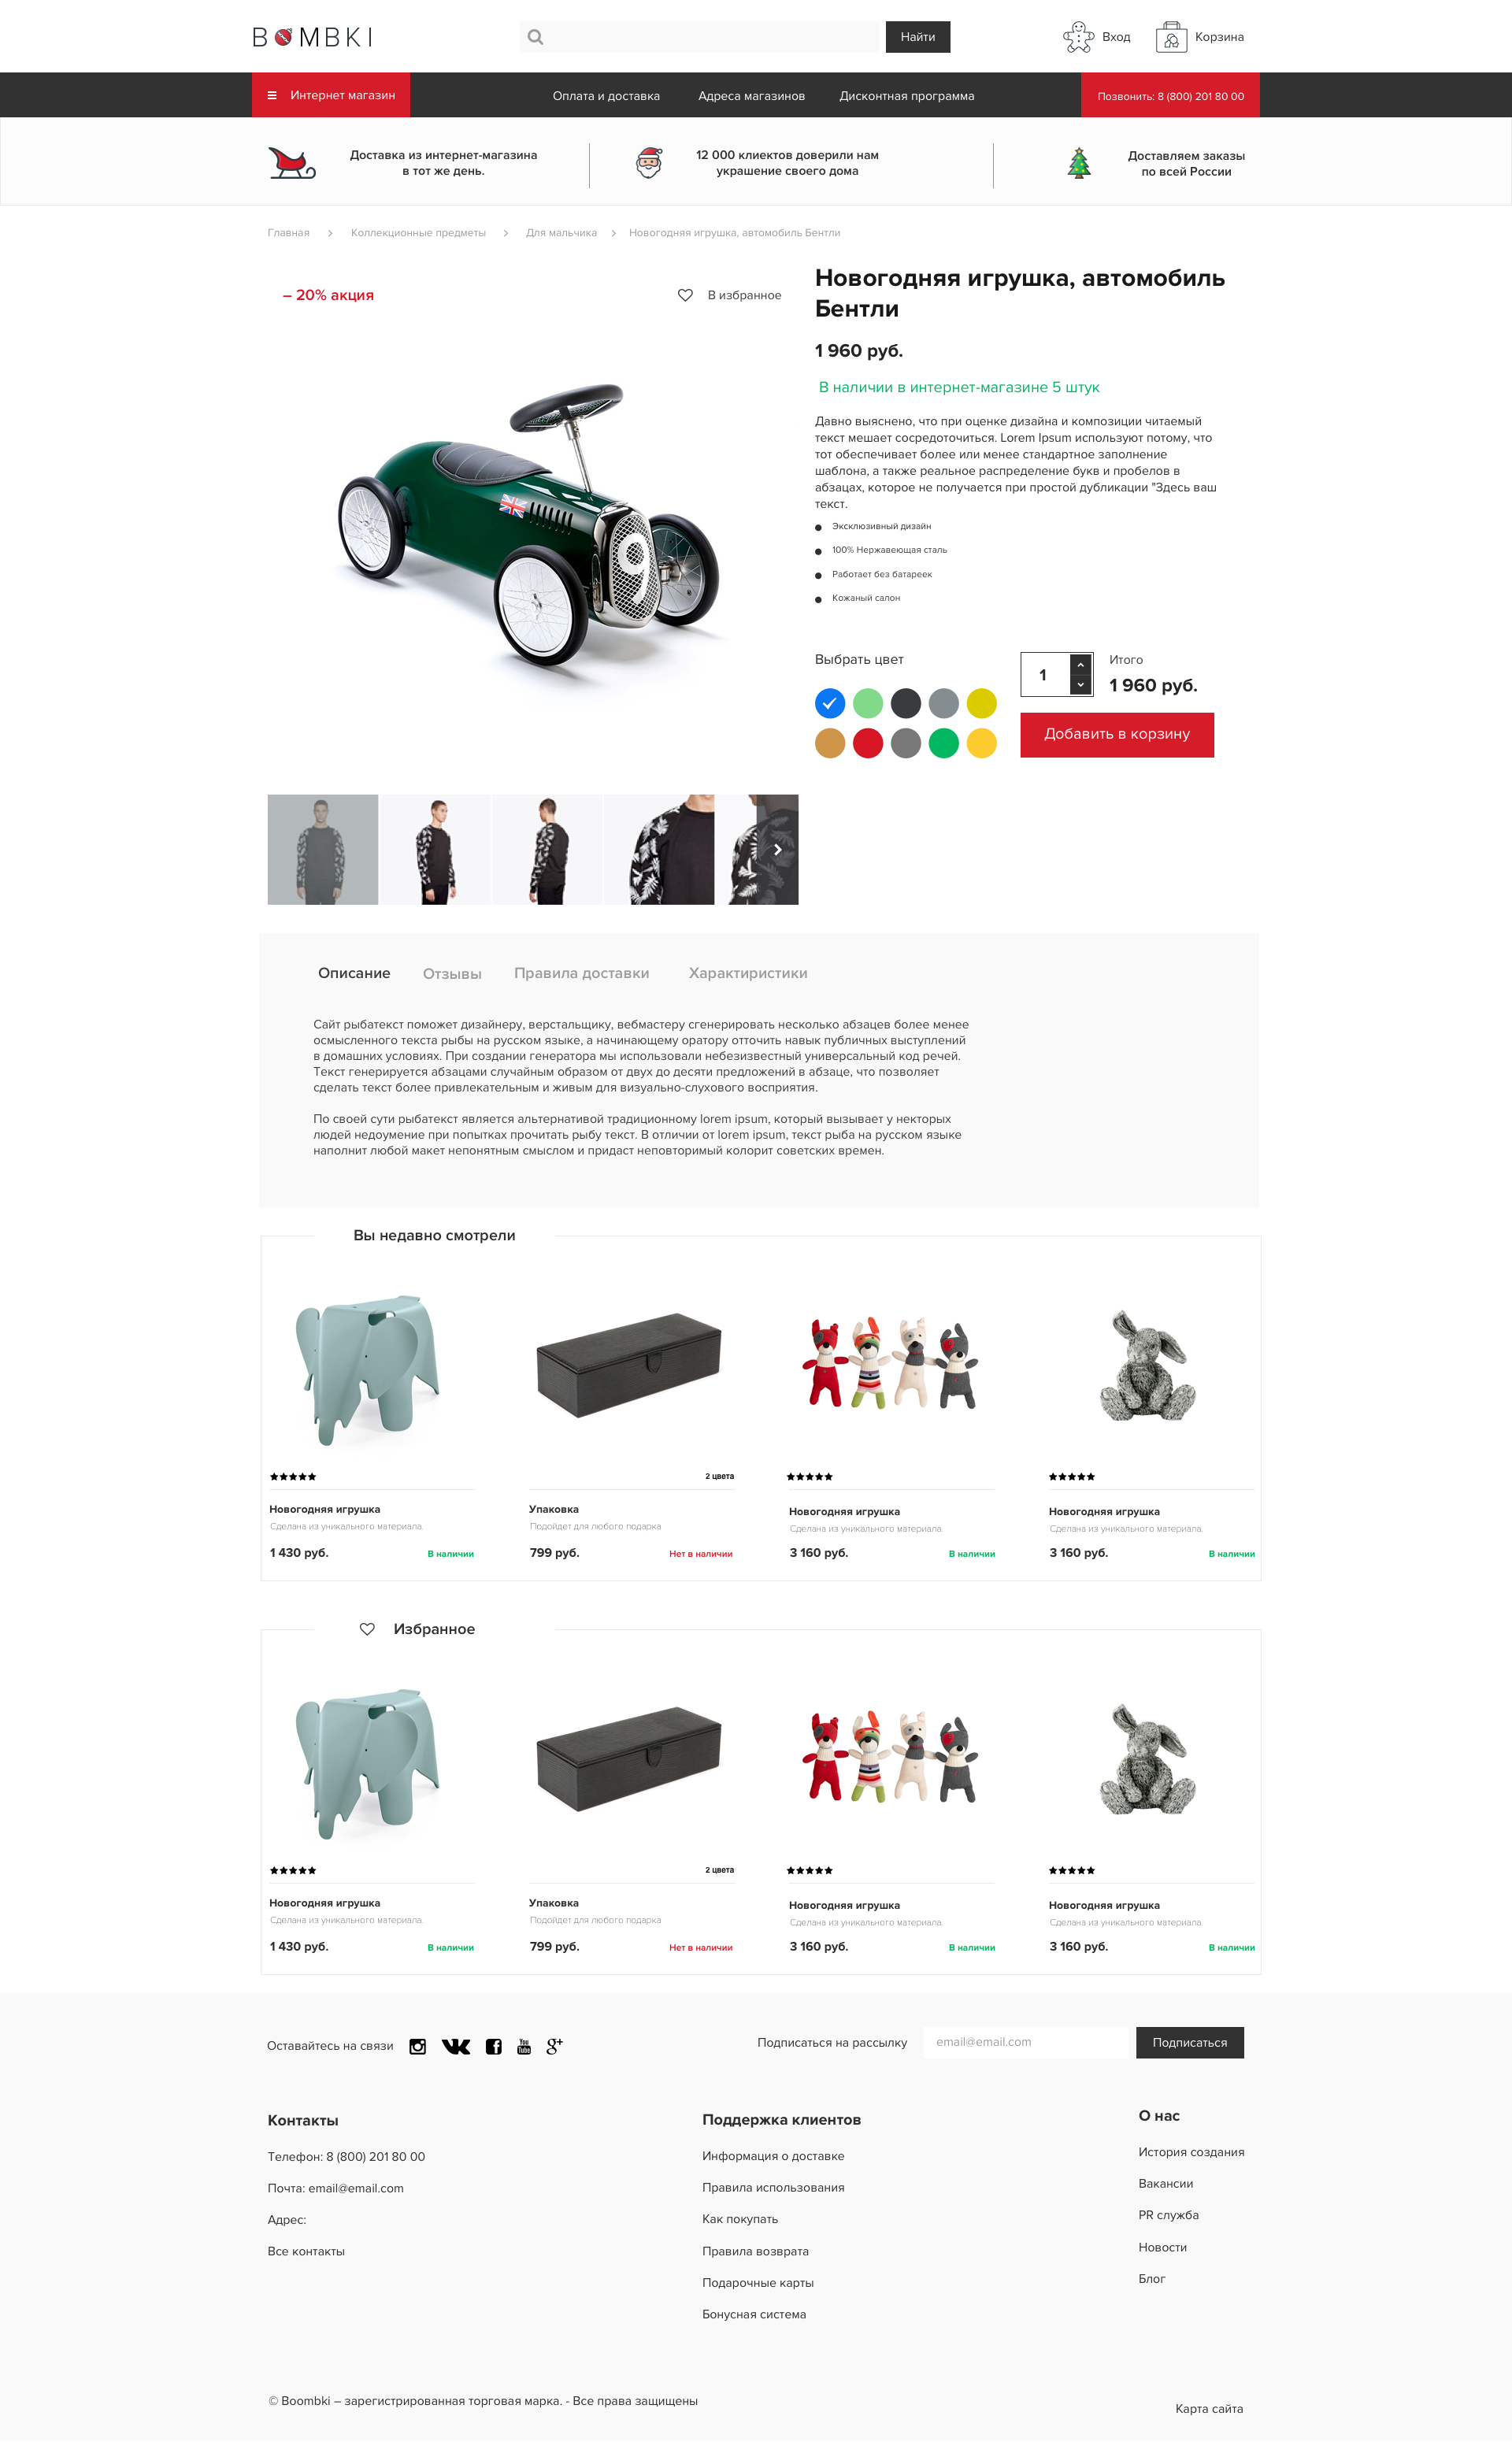 BOMBKI
Найти
Вход
Корзина
Интернет магазин
Оплата и доставка
Адреса магазинов
Дисконтная программа
Позвонить: 8 (800) 201 80 00
Доставка из интернет-магазина
в тот же день.
12 000 клиектов доверили нам
украшение своего дома
Доставляем заказы
по всей России
Главная
Коллекционные предметы
Для мальчика
Новогодняя игрушка, автомобиль Бентли
– 20% акция
В избранное
9
Новогодняя игрушка, автомобиль
Бентли
1 960 руб.
В наличии в интернет-магазине 5 штук
Давно выяснено, что при оценке дизайна и композиции читаемый
текст мешает сосредоточиться. Lorem Ipsum используют потому, что
тот обеспечивает более или менее стандартное заполнение
шаблона, а также реальное распределение букв и пробелов в
абзацах, которое не получается при простой дубликации "Здесь ваш
текст.
Эксклюзивный дизайн
100% Нержавеющая сталь
Работает без батареек
Кожаный салон
Выбрать цвет
1
Итого
1 960 руб.
Добавить в корзину
Описание
Отзывы
Правила доставки
Характиристики
Сайт рыбатекст поможет дизайнеру, верстальщику, вебмастеру сгенерировать несколько абзацев более менее
осмысленного текста рыбы на русском языке, а начинающему оратору отточить навык публичных выступлений
в домашних условиях. При создании генератора мы использовали небезизвестный универсальный код речей.
Текст генерируется абзацами случайным образом от двух до десяти предложений в абзаце, что позволяет
сделать текст более привлекательным и живым для визуально-слухового восприятия.
По своей сути рыбатекст является альтернативой традиционному lorem ipsum, который вызывает у некторых
людей недоумение при попытках прочитать рыбу текст. В отличии от lorem ipsum, текст рыба на русском языке
наполнит любой макет непонятным смыслом и придаст неповторимый колорит советских времен.
Вы недавно смотрели
2 цвета
Новогодняя игрушка
Сделана из уникального материала.
1 430 руб.
В наличии
Упаковка
Подойдет для любого подарка
799 руб.
Нет в наличии
Новогодняя игрушка
Сделана из уникального материала.
3 160 руб.
В наличии
Новогодняя игрушка
Сделана из уникального материала.
3 160 руб.
В наличии
Избранное
2 цвета
Новогодняя игрушка
Сделана из уникального материала.
1 430 руб.
В наличии
Упаковка
Подойдет для любого подарка
799 руб.
Нет в наличии
Новогодняя игрушка
Сделана из уникального материала.
3 160 руб.
В наличии
Новогодняя игрушка
Сделана из уникального материала.
3 160 руб.
В наличии
Оставайтесь на связи
You
Tube
g+
Подписаться на рассылку
email@email.com
Подписаться
Контакты
Телефон: 8 (800) 201 80 00
Почта: email@email.com
Адрес:
Все контакты
Поддержка клиентов
Информация о доставке
Правила использования
Как покупать
Правила возврата
Подарочные карты
Бонусная система
О нас
История создания
Вакансии
PR служба
Новости
Блог
© Boombki – зарегистрированная торговая марка. - Все права защищены
Карта сайта